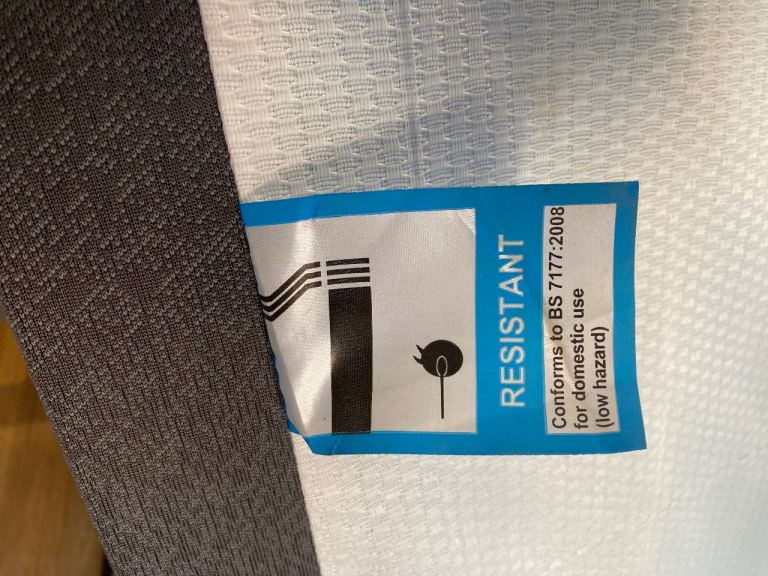 RESISTANT
Conforms to BS 7177:2008
for domestic use
(low hazard)